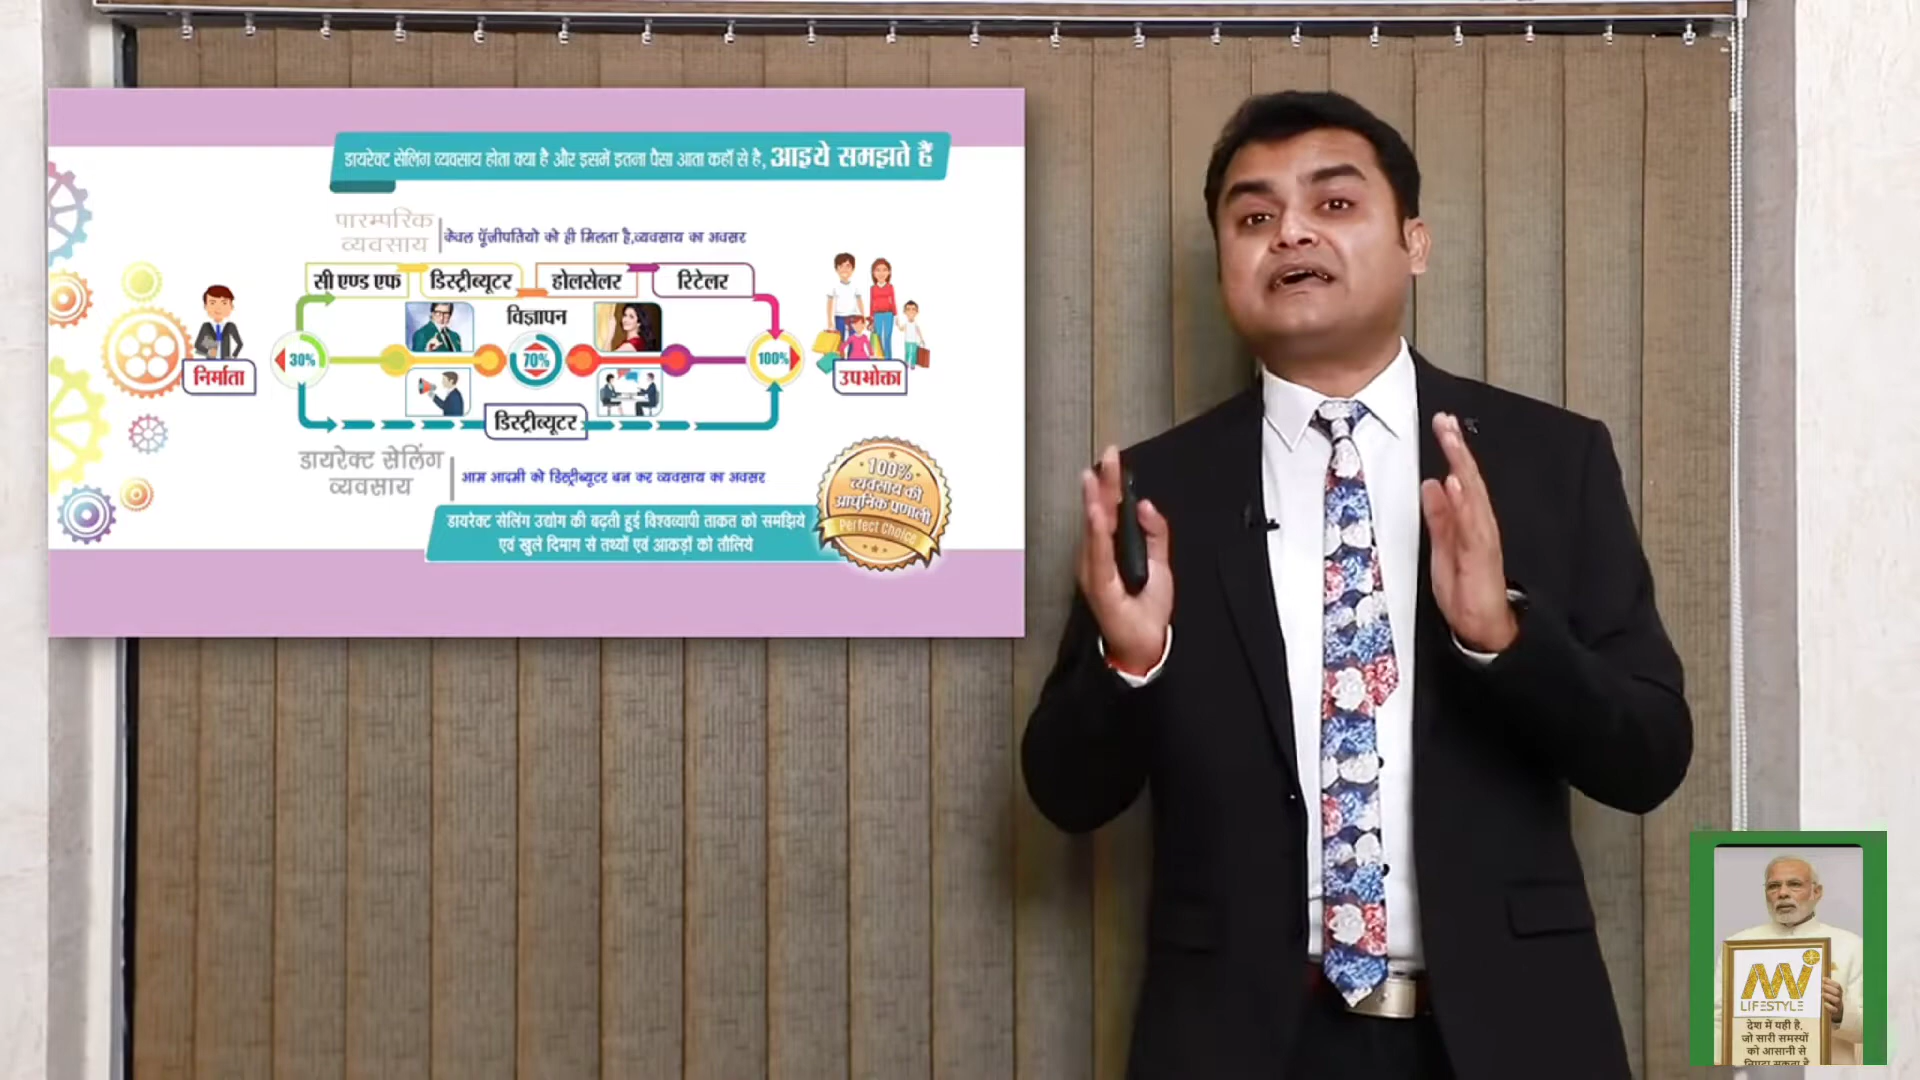 डायरेक्ट सेलिंग व्यवसाय होता क्या है और इसमें इतना पैसा आता कहाँ से है, आइये समझते हैं
पारम्परिक
व्यवसाय
केवल पूँजीपतियो को ही मिलता है,व्यवसाय का अवसर
सी एण्ड एफ डिस्ट्रीब्यूटर होलसेलर रिटेलर
विज्ञापन
30% 70% 100%
निर्माता
उपभोक्ता
डिस्ट्रीब्यूटर
डायरेक्ट सेलिंग
व्यवसाय
आम आदमी को डिस्ट्रीब्यूटर बन कर व्यवसाय का अवसर
100%
व्यवसाय की
आधुनिक प्रणाली
Perfect Choice
डायरेक्ट सेलिंग उद्योग की बढ़ती हुई विश्वव्यापी ताकत को समझिये
एवं खुले दिमाग से तथ्यों एवं आकड़ों को तौलिये
LIFESTYLE
देश में यही है,
जो सारी समस्यों
को आसानी से